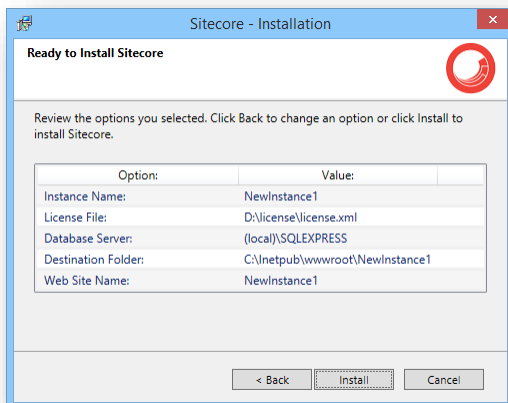 Sitecore - Installation
Ready to Install Sitecore
Review the options you selected. Click Back to change an option or click Install to
install Sitecore.
Option: Value:
Instance Name: NewInstance1
License File: D:\license\license.xml
Database Server: (local)\SQLEXPRESS
Destination Folder: C:\Inetpub\wwwroot\NewInstance1
Web Site Name: NewInstance1
< Back Install Cancel